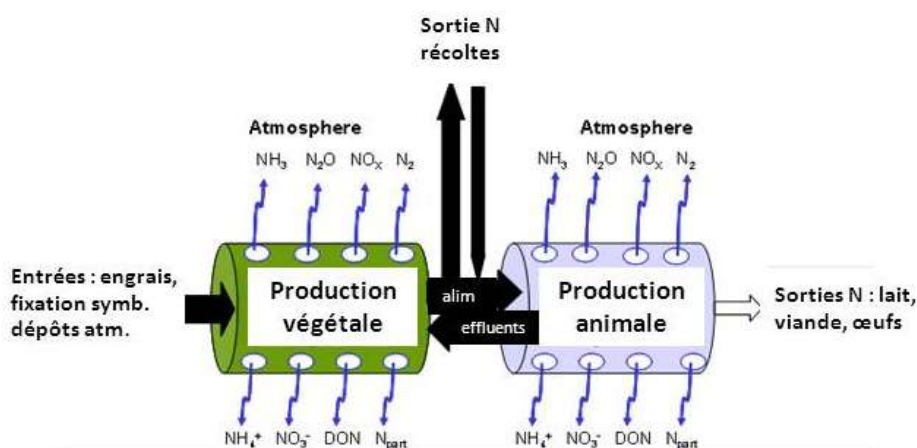 Sortie N
récoltes
Atmosphere
NH₃ N₂O NOₓ N₂
Atmosphere
NH₃ N₂O NOₓ N₂
Entrées : engrais,
fixation symb.
dépôts atm.
Production
végétale
alim
effluents
Production
animale
Sorties N : lait,
viande, œufs
NH₄⁺ NO₃⁻ DON Nₚₐᵣₜ
NH₄⁺ NO₃⁻ DON Nₚₐᵣₜ